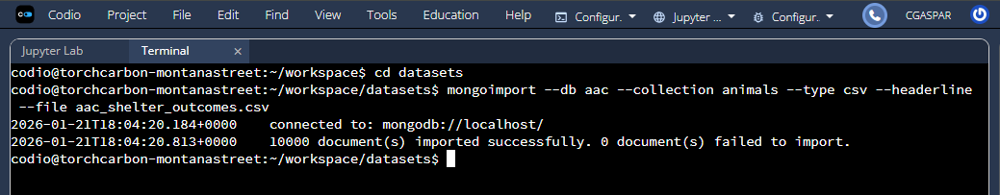 Codio Project File Edit Find View Tools Education Help Configur. Jupyter ... Configur.. CGASPAR
Jupyter Lab Terminal ×
codio@torchcarbon-montanastreet:~/workspace$ cd datasets
codio@torchcarbon-montanastreet:~/workspace/datasets$ mongoimport --db aac --collection animals --type csv --headerline
--file aac_shelter_outcomes.csv
2026-01-21T18:04:20.184+0000    connected to: mongodb://localhost/
2026-01-21T18:04:20.813+0000    10000 document(s) imported successfully. 0 document(s) failed to import.
codio@torchcarbon-montanastreet:~/workspace/datasets$